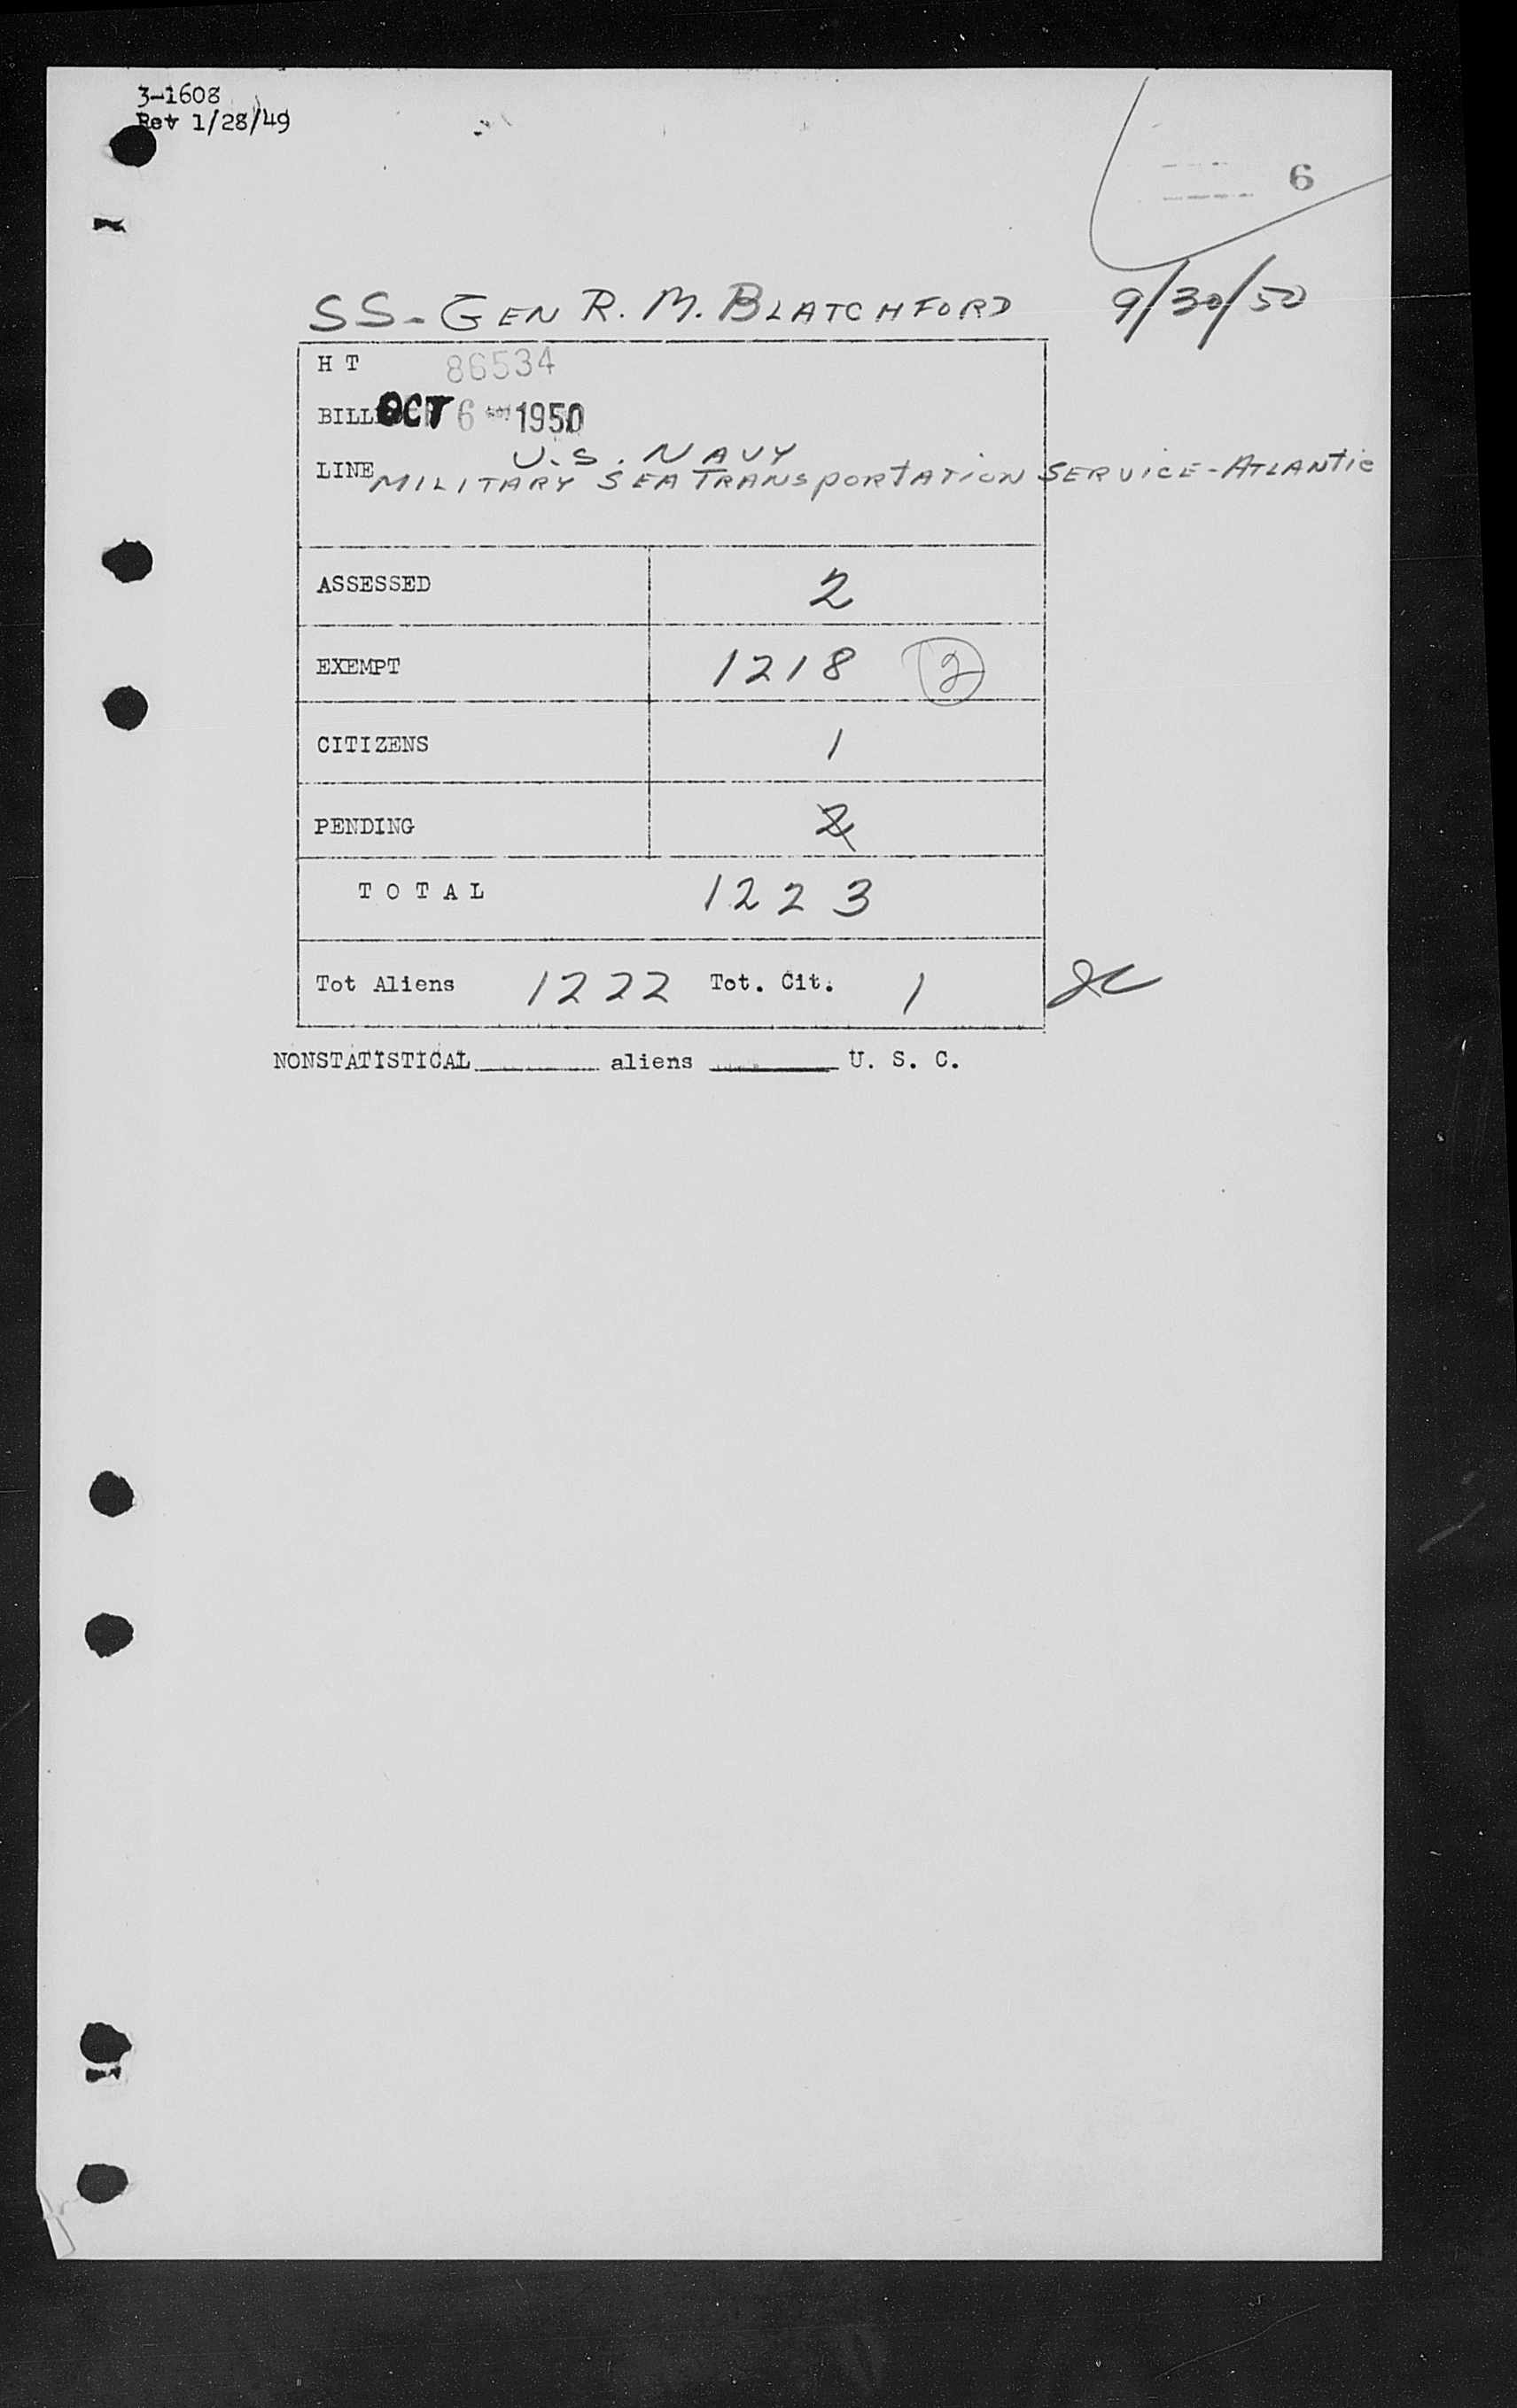 3-1608
Rev 1/28/49
6
SS-GEN R. M. BLATCHFORD 9/30/50
H T 86534
BILL OCT 6 1950
U.S. NAVY
LINE MILITARY SEA TRANSPORTATION SERVICE-ATLANTIC
ASSESSED 2
EXEMPT 1218 2
CITIZENS 1
PENDING 2
T O T A L 1223
Tot Aliens 1222 Tot. Cit. 1
NONSTATISTICAL aliens U. S. C.